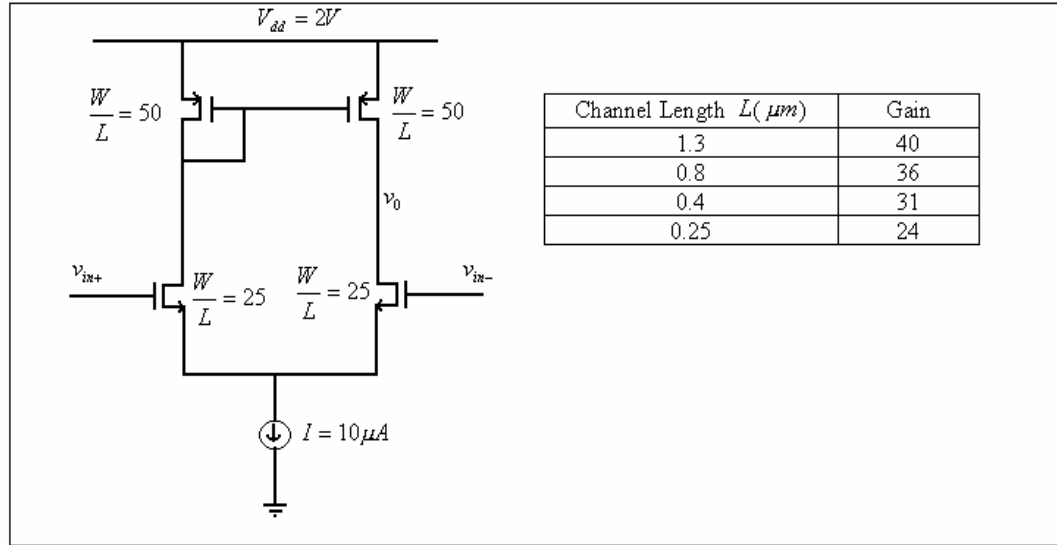 V_dd = 2V
W/L = 50
W/L = 50
v_0
v_in+
W/L = 25
W/L = 25
v_in-
I = 10μA
Channel Length L( μm) Gain
1.3 40
0.8 36
0.4 31
0.25 24